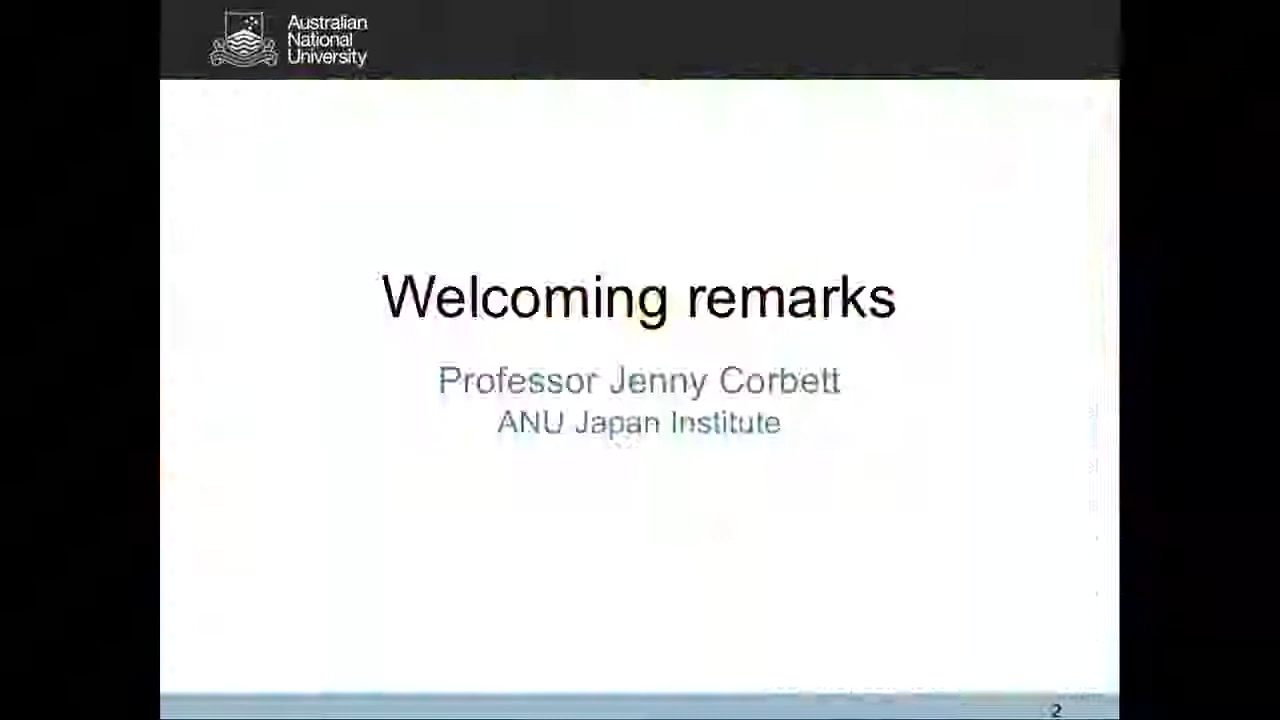 Australian
National
University
Welcoming remarks
Professor Jenny Corbett
ANU Japan Institute
2